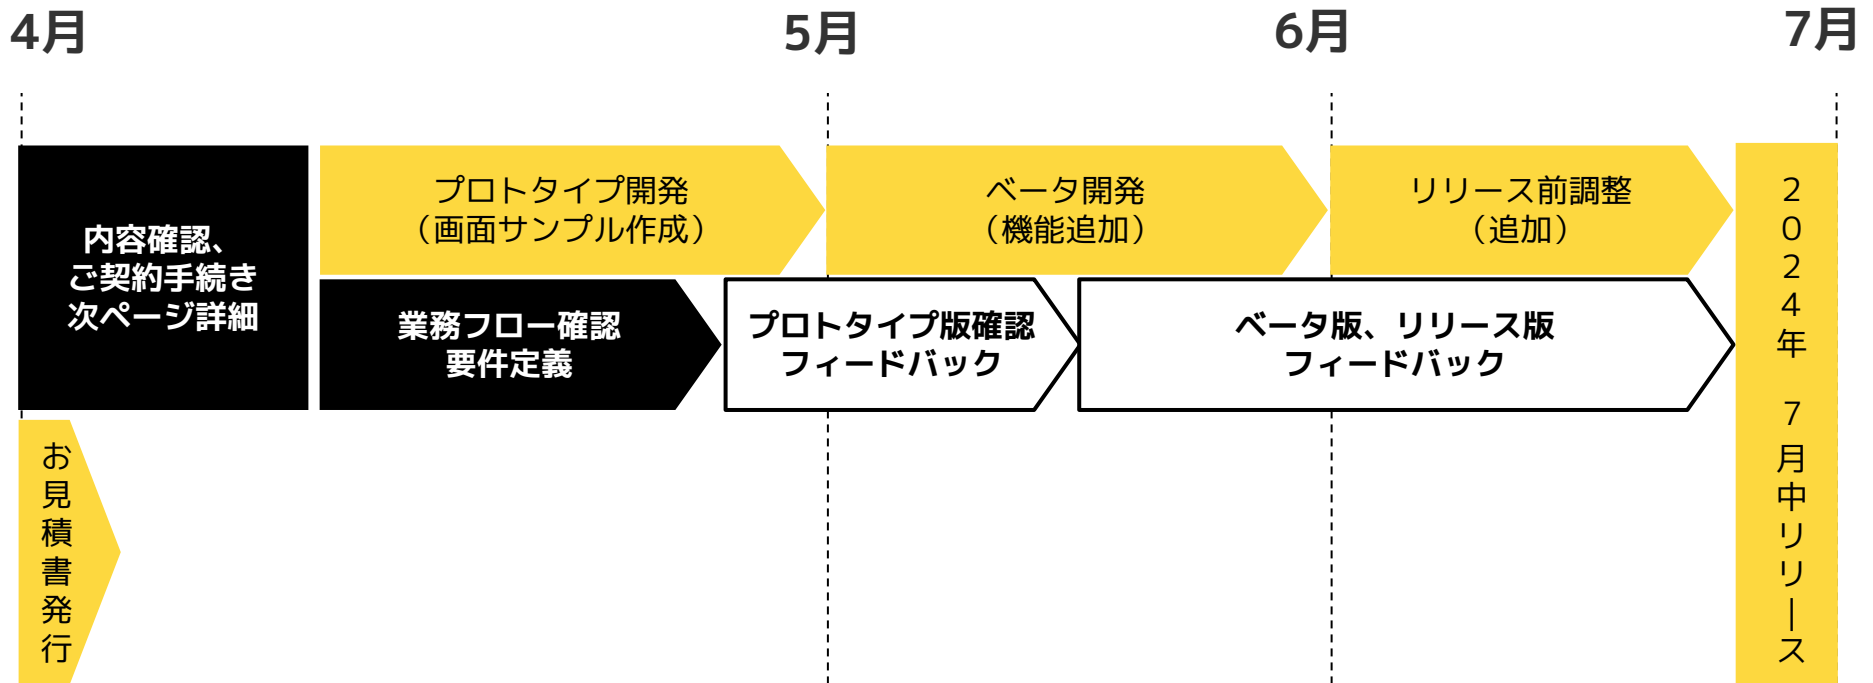 4月
5月
6月
7月
内容確認、
ご契約手続き
次ページ詳細
プロトタイプ開発
（画面サンプル作成）
ベータ開発
（機能追加）
リリース前調整
（追加）
業務フロー確認
要件定義
プロトタイプ版確認
フィードバック
ベータ版、リリース版
フィードバック
お見積書発行
２０２４年　７月中リリース